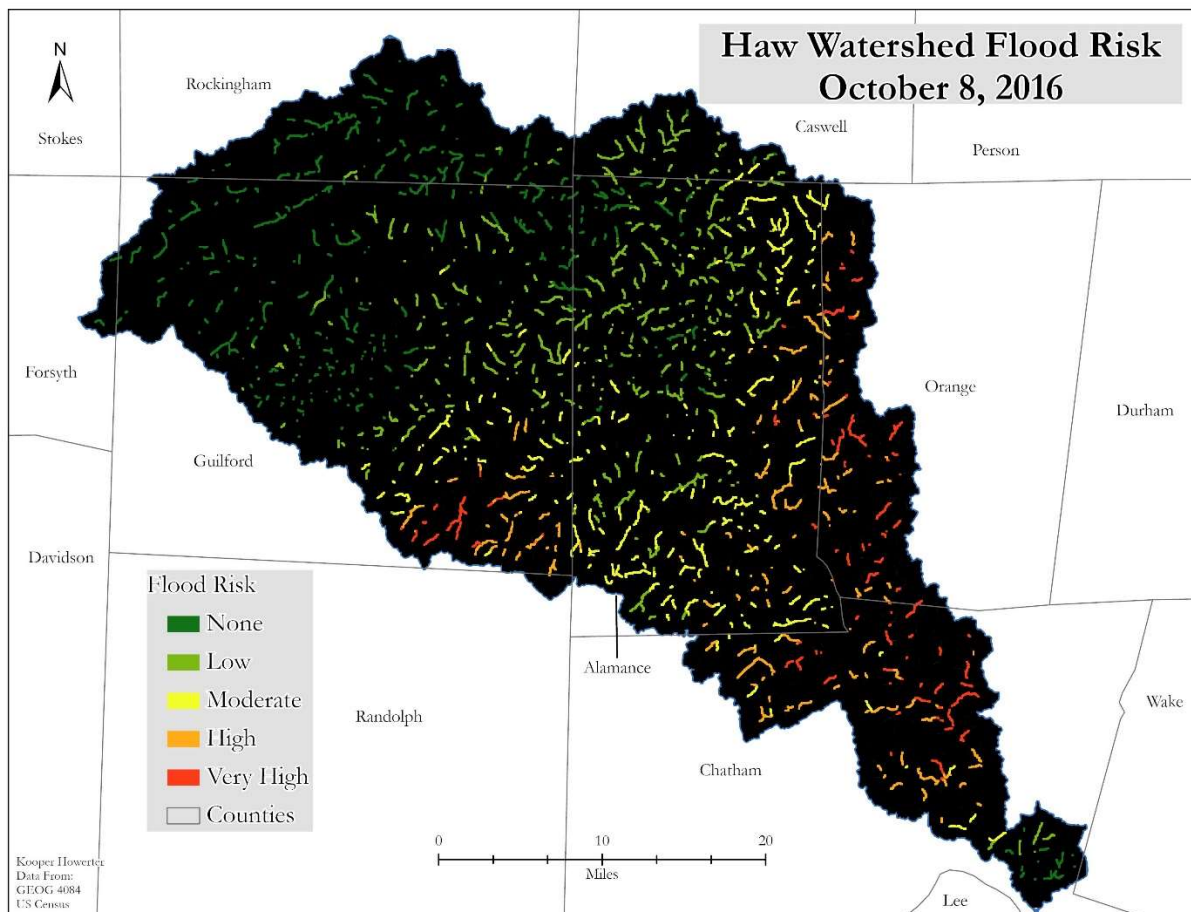 Haw Watershed Flood Risk
October 8, 2016
N
Rockingham
Stokes
Caswell
Person
Forsyth
Orange
Durham
Guilford
Davidson
Flood Risk
None
Low
Moderate
High
Very High
Counties
Alamance
Randolph
Wake
Chatham
0 10 20
Miles
Kooper Howerter
Data From:
GEOG 4084
US Census
Lee